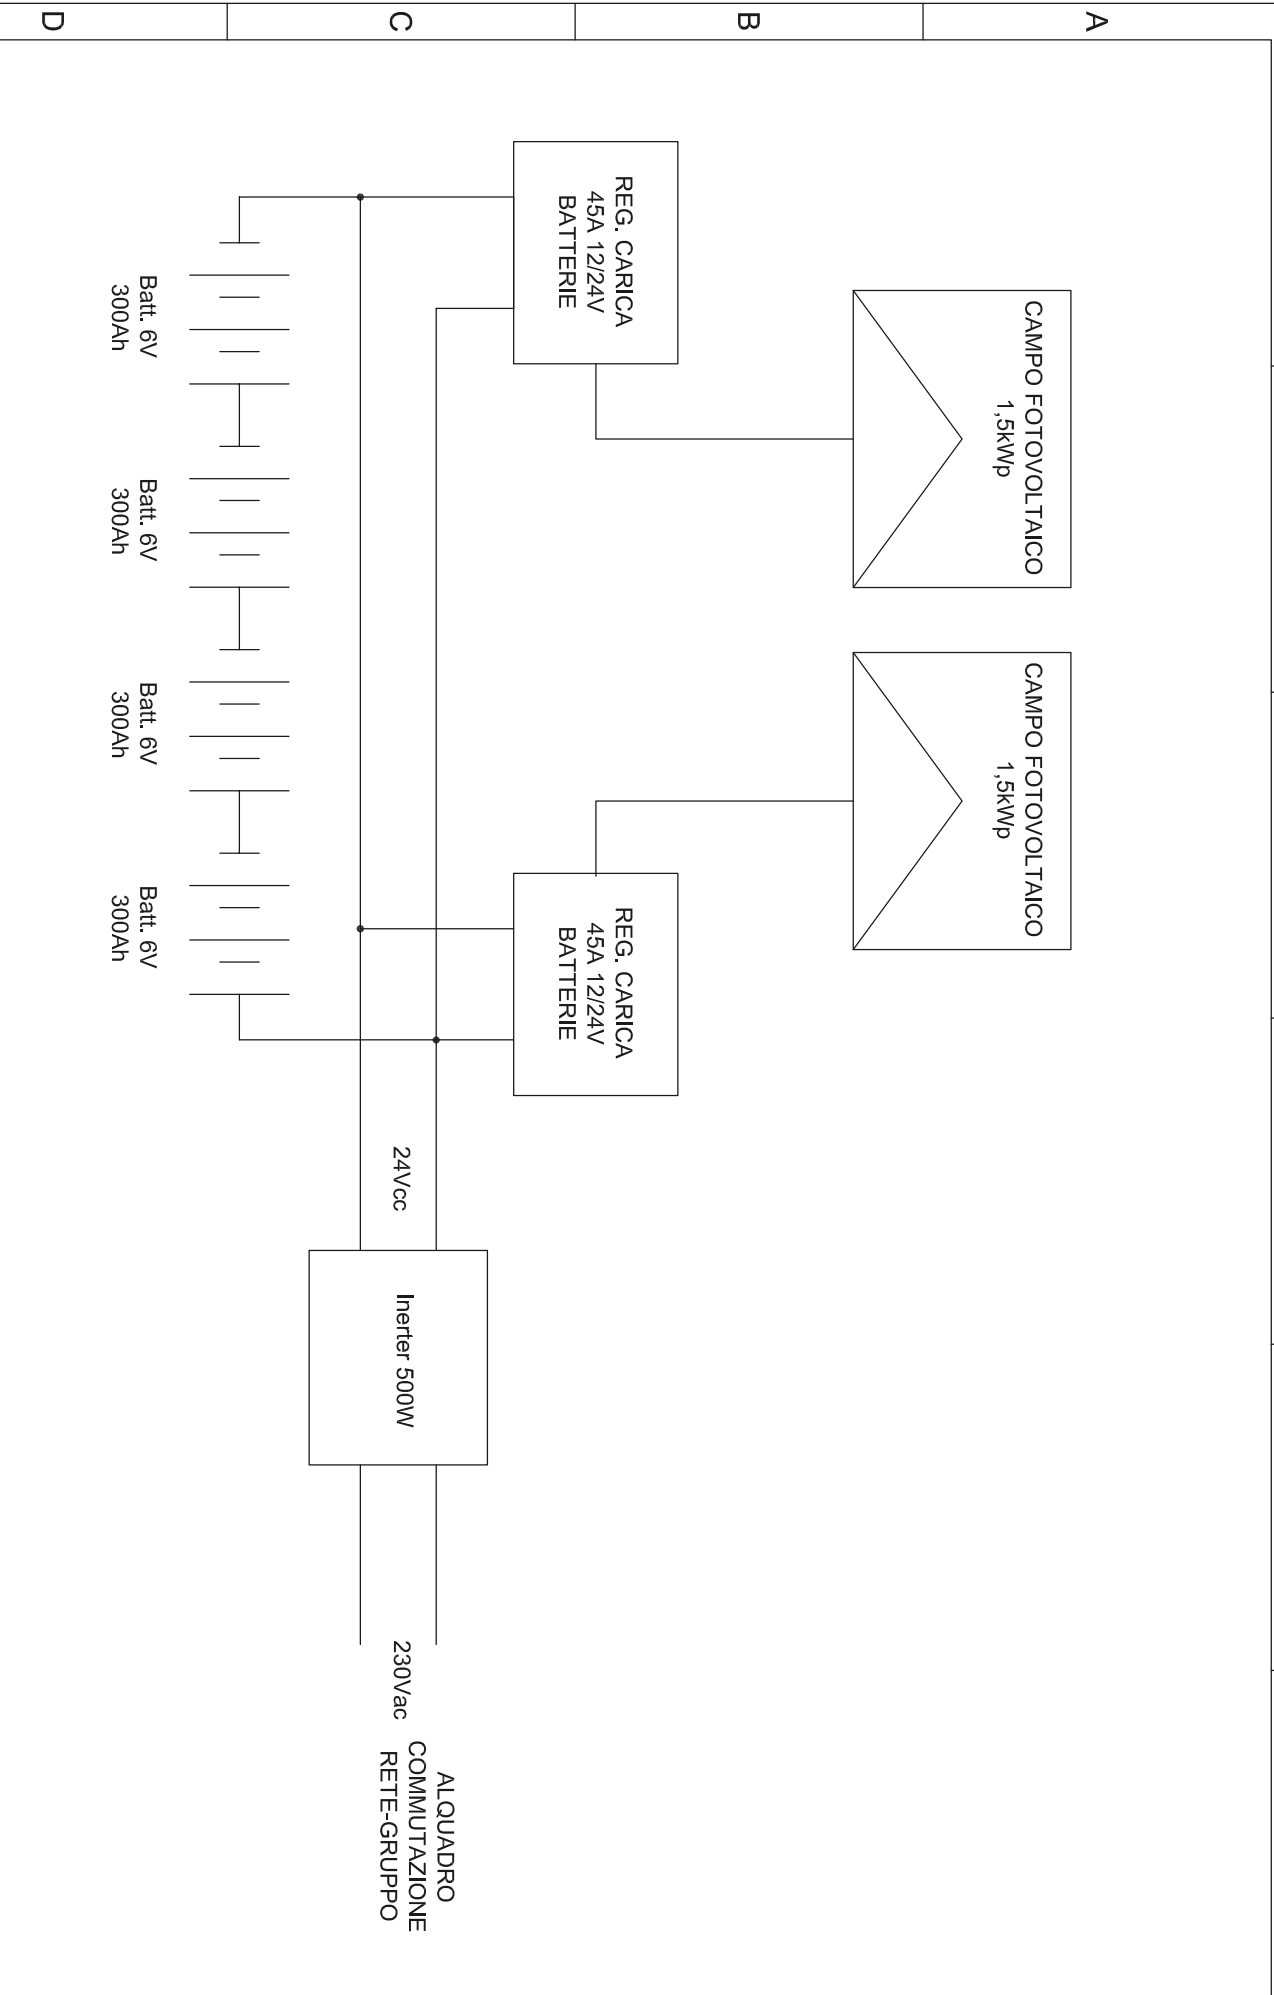 A
B
C
D
CAMPO FOTOVOLTAICO
1,5kWp
CAMPO FOTOVOLTAICO
1,5kWp
REG. CARICA
45A 12/24V
BATTERIE
REG. CARICA
45A 12/24V
BATTERIE
24Vcc
Inerter 500W
230Vac
ALQUADRO
COMMUTAZIONE
RETE-GRUPPO
Batt. 6V
300Ah
Batt. 6V
300Ah
Batt. 6V
300Ah
Batt. 6V
300Ah